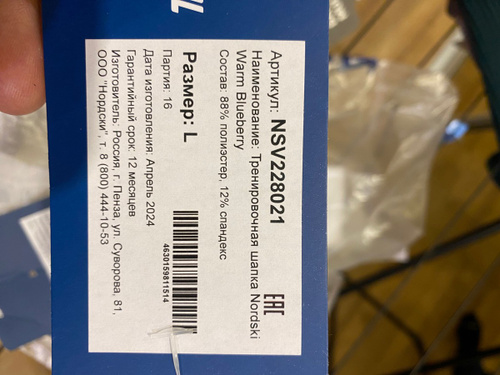 Артикул: NSV228021
Наименование: Тренировочная шапка Nordski
Warm Blueberry
Состав: 88% полиэстер, 12% спандекс
Размер: L
Партия: 16
Дата изготовления: Апрель 2024
Гарантийный срок: 12 месяцев
Изготовитель: Россия, г. Пенза, ул. Суворова, 81,
ООО "Нордски", т. 8 (800) 444-10-53
EAC
4630159811514